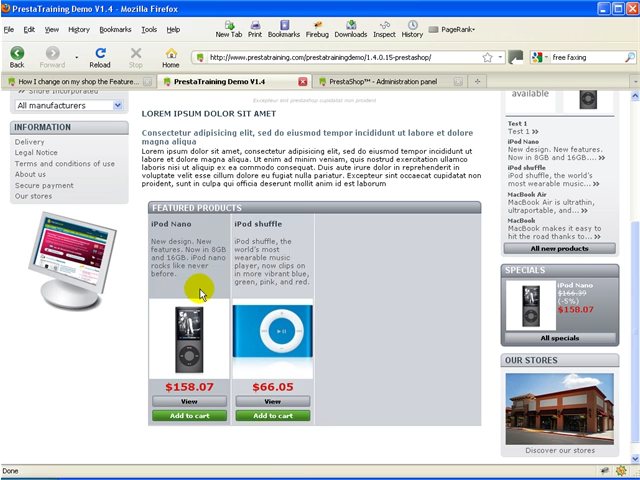 PrestaTraining Demo V1.4 - Mozilla Firefox
File Edit View History Bookmarks Tools Help
New Tab Print Bookmarks Firebug Downloads Inspect History PageRank
Back Forward Reload Stop Home
http://www.prestatraining.com/prestatrainingdemo/1.4.0.15-prestashop/
free faxing
How I change on my shop the Feature...
PrestaTraining Demo V1.4
PrestaShop™ - Administration panel
Share Incorporated
All manufacturers
INFORMATION
Delivery
Legal Notice
Terms and conditions of use
About us
Secure payment
Our stores
Excepteur sint prestashop cupidatat non proident
LOREM IPSUM DOLOR SIT AMET
Consectetur adipisicing elit, sed do eiusmod tempor incididunt ut labore et dolore
magna aliqua
Lorem ipsum dolor sit amet, consectetur adipisicing elit, sed do eiusmod tempor incididunt ut labore et
dolore magna aliqua. Ut enim ad minim veniam, quis nostrud exercitation ullamco
laboris nisi ut aliquip ex ea commodo consequat. Duis aute irure dolor in reprehenderit in
voluptate velit esse cillum dolore eu fugiat nulla pariatur. Excepteur sint occaecat cupidatat non
proident, sunt in culpa qui officia deserunt mollit anim id est laborum
FEATURED PRODUCTS
iPod Nano
New design. New
features. Now in 8GB
and 16GB. iPod nano
rocks like never
before.
$158.07
View
Add to cart
iPod shuffle
iPod shuffle, the
world's most
wearable music
player, now clips on
in more vibrant blue,
green, pink, and red.
$66.05
View
Add to cart
available
Test 1
Test 1 »
iPod Nano
New design. New features.
Now in 8GB and 16GB.... »
iPod shuffle
iPod shuffle, the world's
most wearable music... »
MacBook Air
MacBook Air is ultrathin,
ultraportable, and... »
MacBook
MacBook makes it easy to
hit the road thanks to... »
All new products
SPECIALS
iPod Nano
$166.39
(-5%)
$158.07
All specials
OUR STORES
Discover our stores
Done